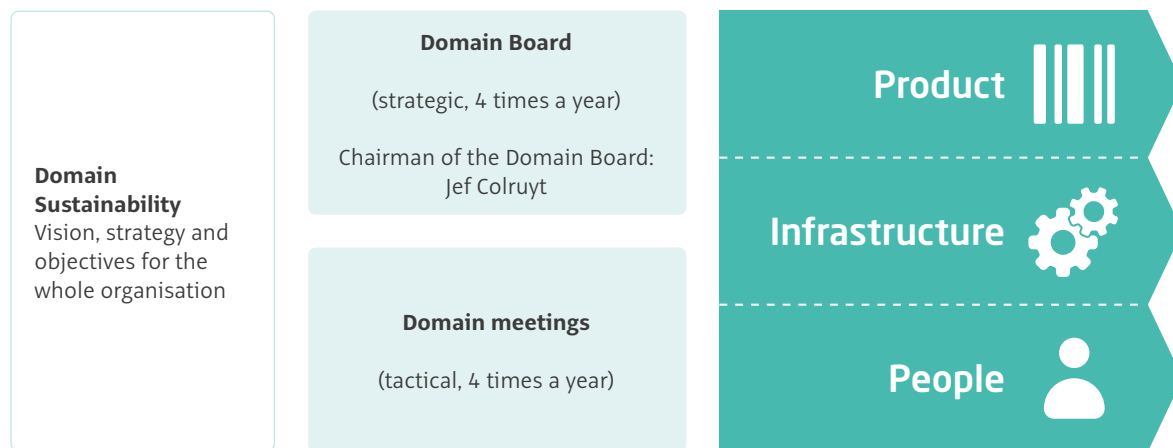 Domain
Sustainability
Vision, strategy and
objectives for the
whole organisation
Domain Board
(strategic, 4 times a year)
Chairman of the Domain Board:
Jef Colruyt
Domain meetings
(tactical, 4 times a year)
Product
Infrastructure
People